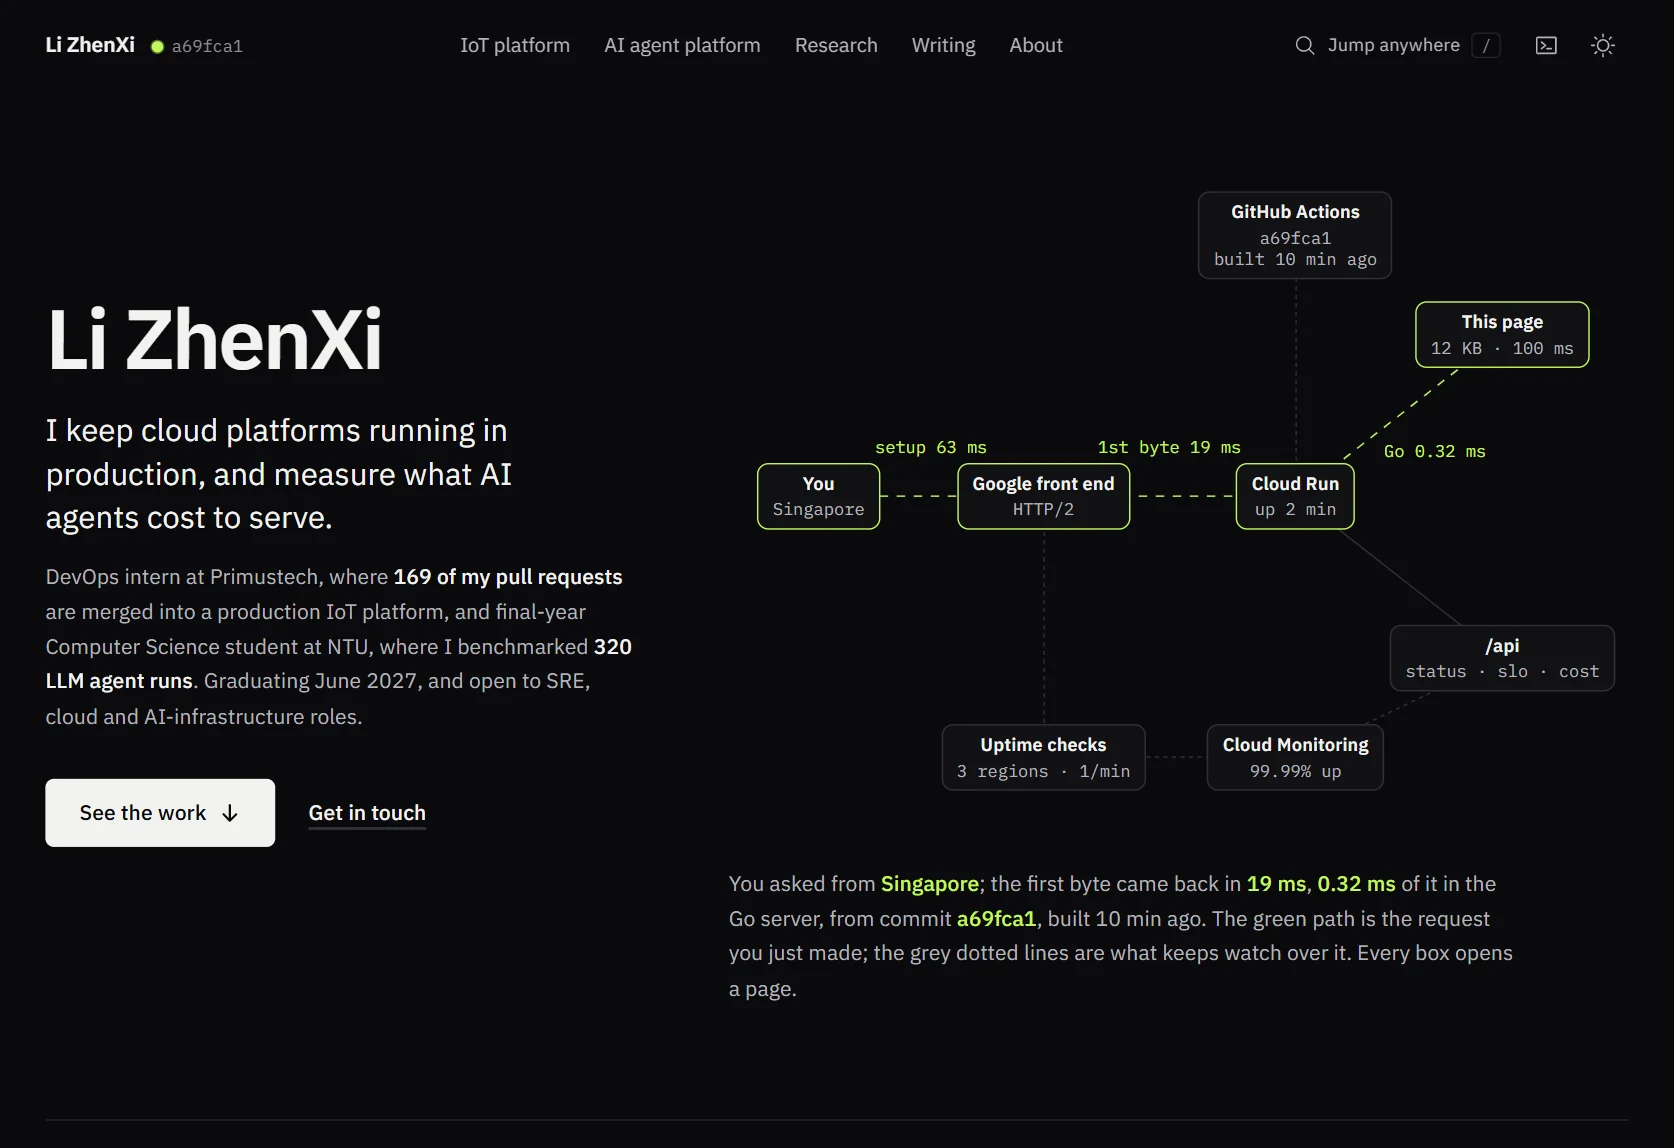 Li ZhenXi
a69fca1
IoT platform
AI agent platform
Research
Writing
About
Jump anywhere
/
Li ZhenXi
I keep cloud platforms running in
production, and measure what AI
agents cost to serve.
DevOps intern at Primustech, where 169 of my pull requests
are merged into a production IoT platform, and final-year
Computer Science student at NTU, where I benchmarked 320
LLM agent runs. Graduating June 2027, and open to SRE,
cloud and AI-infrastructure roles.
See the work ↓
Get in touch
GitHub Actions
a69fca1
built 10 min ago
This page
12 KB · 100 ms
setup 63 ms
1st byte 19 ms
Go 0.32 ms
You
Singapore
Google front end
HTTP/2
Cloud Run
up 2 min
/api
status · slo · cost
Uptime checks
3 regions · 1/min
Cloud Monitoring
99.99% up
You asked from Singapore; the first byte came back in 19 ms, 0.32 ms of it in the
Go server, from commit a69fca1, built 10 min ago. The green path is the request
you just made; the grey dotted lines are what keeps watch over it. Every box opens
a page.